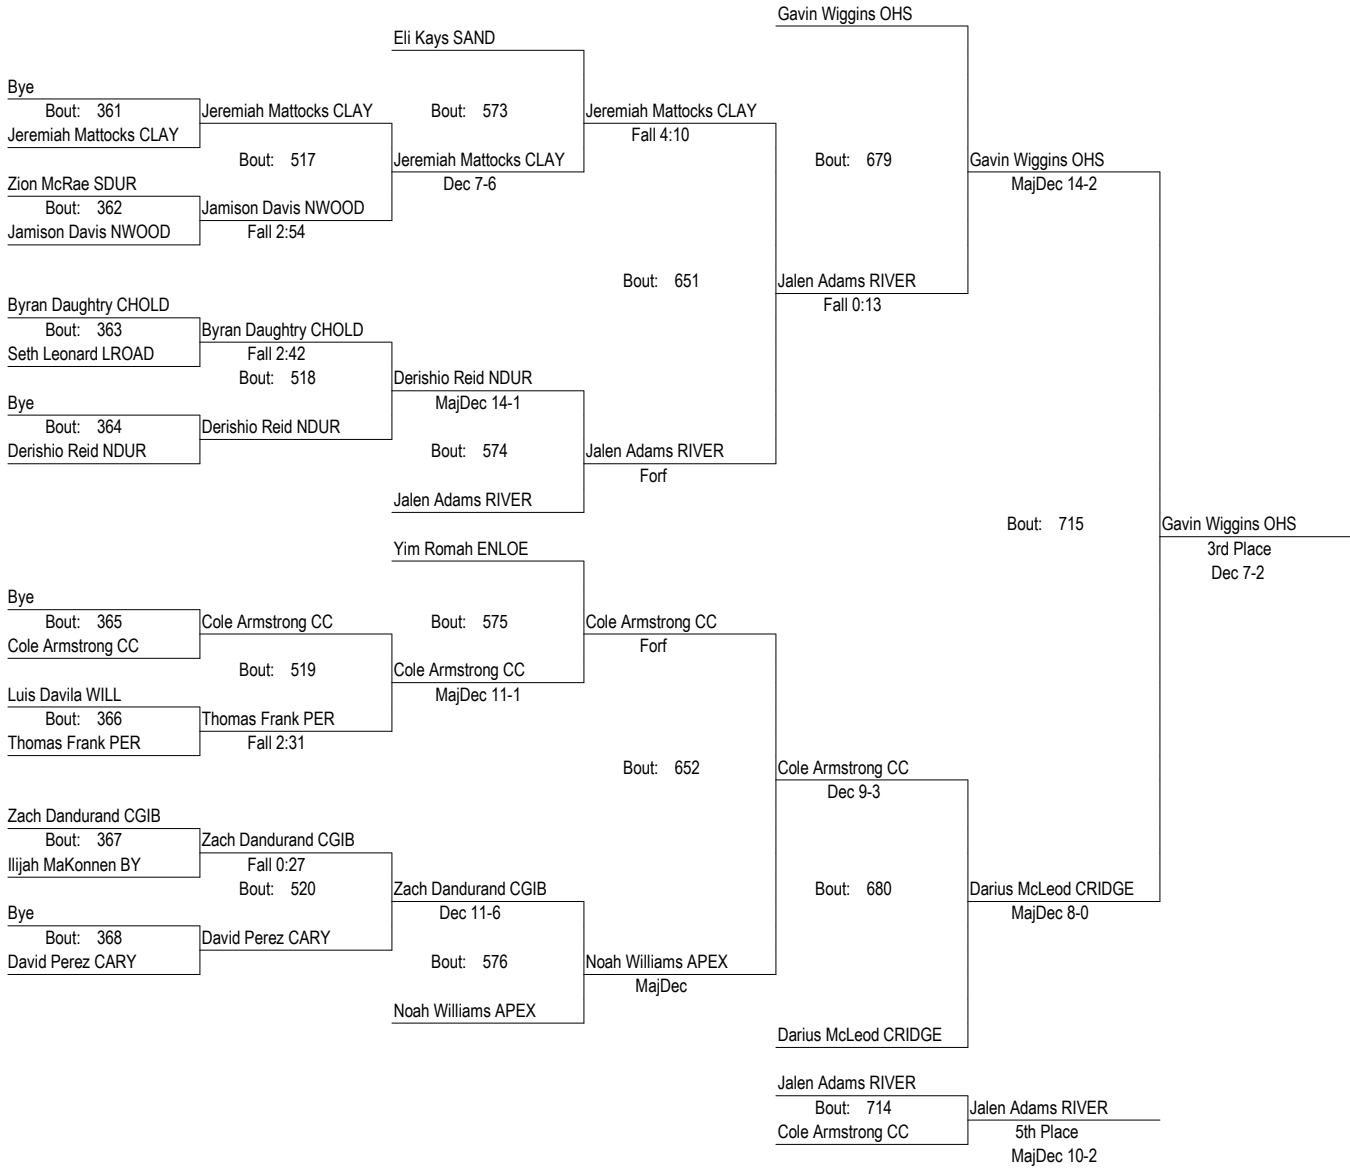 Gavin Wiggins OHS
Eli Kays SAND
Bye
Bout: 361
Jeremiah Mattocks CLAY
Jeremiah Mattocks CLAY
Bout: 573
Jeremiah Mattocks CLAY
Fall 4:10
Bout: 517
Jeremiah Mattocks CLAY
Dec 7-6
Bout: 679
Gavin Wiggins OHS
MajDec 14-2
Zion McRae SDUR
Bout: 362
Jamison Davis NWOOD
Jamison Davis NWOOD
Fall 2:54
Bout: 651
Jalen Adams RIVER
Fall 0:13
Byran Daughtry CHOLD
Bout: 363
Seth Leonard LROAD
Byran Daughtry CHOLD
Fall 2:42
Bout: 518
Derishio Reid NDUR
MajDec 14-1
Bye
Bout: 364
Derishio Reid NDUR
Derishio Reid NDUR
Bout: 574
Jalen Adams RIVER
Forf
Jalen Adams RIVER
Bout: 715
Gavin Wiggins OHS
3rd Place
Dec 7-2
Yim Romah ENLOE
Bye
Bout: 365
Cole Armstrong CC
Cole Armstrong CC
Bout: 575
Cole Armstrong CC
Forf
Bout: 519
Cole Armstrong CC
MajDec 11-1
Luis Davila WILL
Bout: 366
Thomas Frank PER
Thomas Frank PER
Fall 2:31
Bout: 652
Cole Armstrong CC
Dec 9-3
Zach Dandurand CGIB
Bout: 367
Ilijah MaKonnen BY
Zach Dandurand CGIB
Fall 0:27
Bout: 520
Zach Dandurand CGIB
Dec 11-6
Bout: 680
Darius McLeod CRIDGE
MajDec 8-0
Bye
Bout: 368
David Perez CARY
David Perez CARY
Bout: 576
Noah Williams APEX
MajDec
Noah Williams APEX
Darius McLeod CRIDGE
Jalen Adams RIVER
Bout: 714
Cole Armstrong CC
Jalen Adams RIVER
5th Place
MajDec 10-2